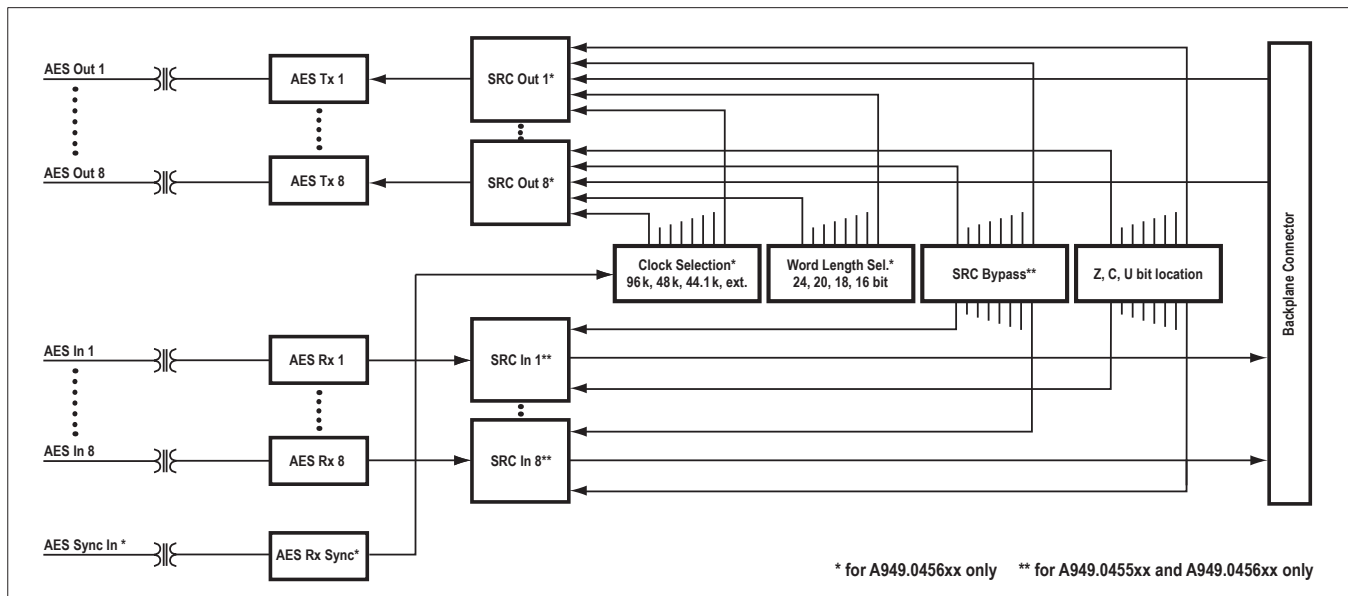 AES Out 1
AES Tx 1
SRC Out 1*
AES Out 8
AES Tx 8
SRC Out 8*
Clock Selection*
96 k, 48 k, 44.1 k, ext.
Word Length Sel.*
24, 20, 18, 16 bit
SRC Bypass**
Z, C, U bit location
Backplane Connector
AES In 1
AES Rx 1
SRC In 1**
AES In 8
AES Rx 8
SRC In 8**
AES Sync In *
AES Rx Sync*
* for A949.0456xx only ** for A949.0455xx and A949.0456xx only